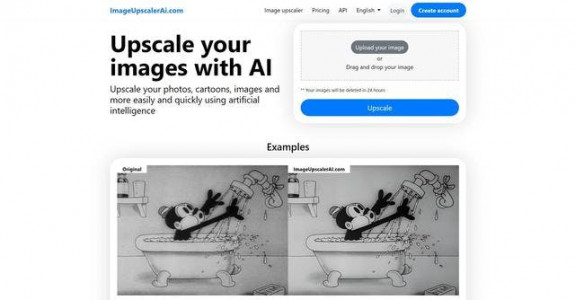 ImageUpscalerAi.com
Image upscaler Pricing API English Login Create account
Upscale your
images with AI
Upscale your photos, cartoons, images and
more easily and quickly using artificial
intelligence
Upload your image
or
Drag and drop your image
** Your images will be deleted in 24 hours
Upscale
Examples
Original
ImageUpscalerAI.com